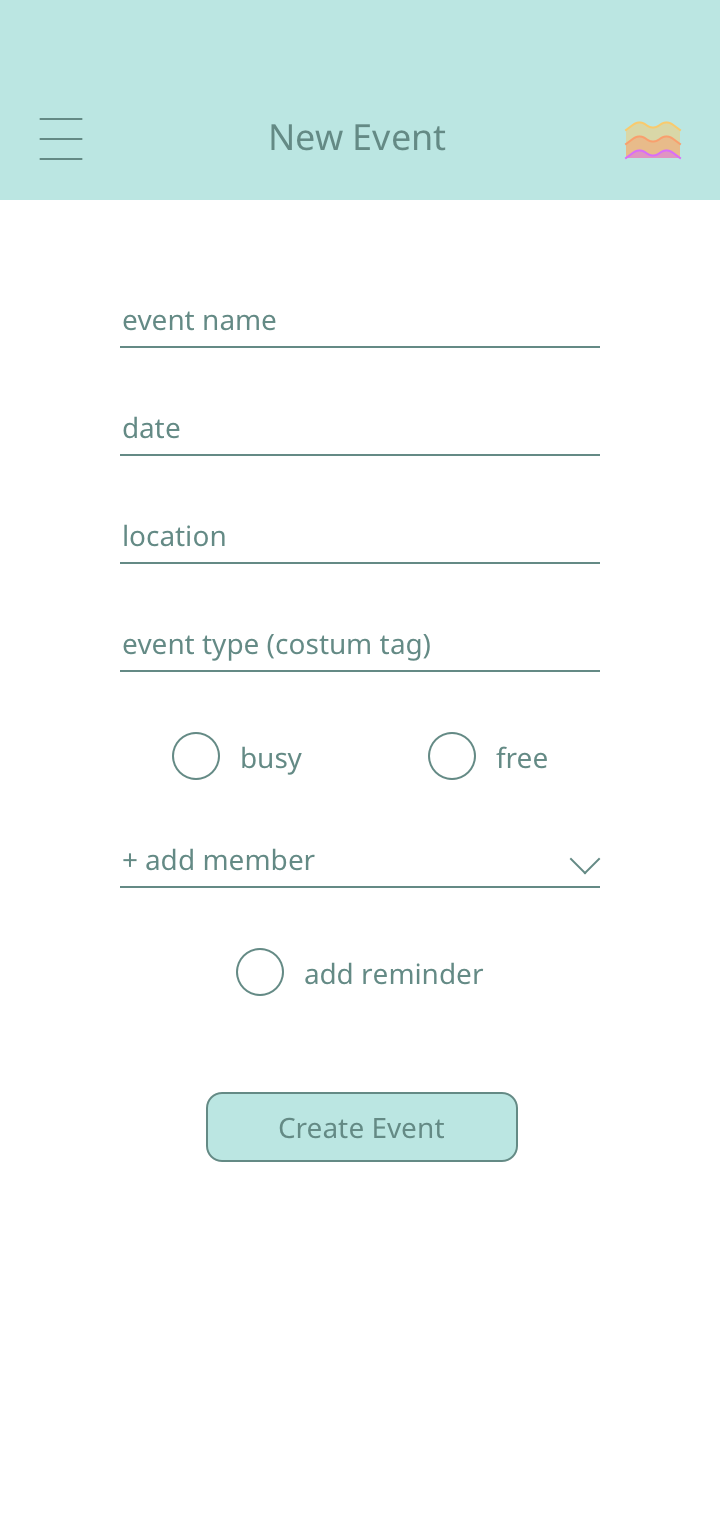 New Event
event name
date
location
event type (costum tag)
busy
free
+ add member
add reminder
Create Event